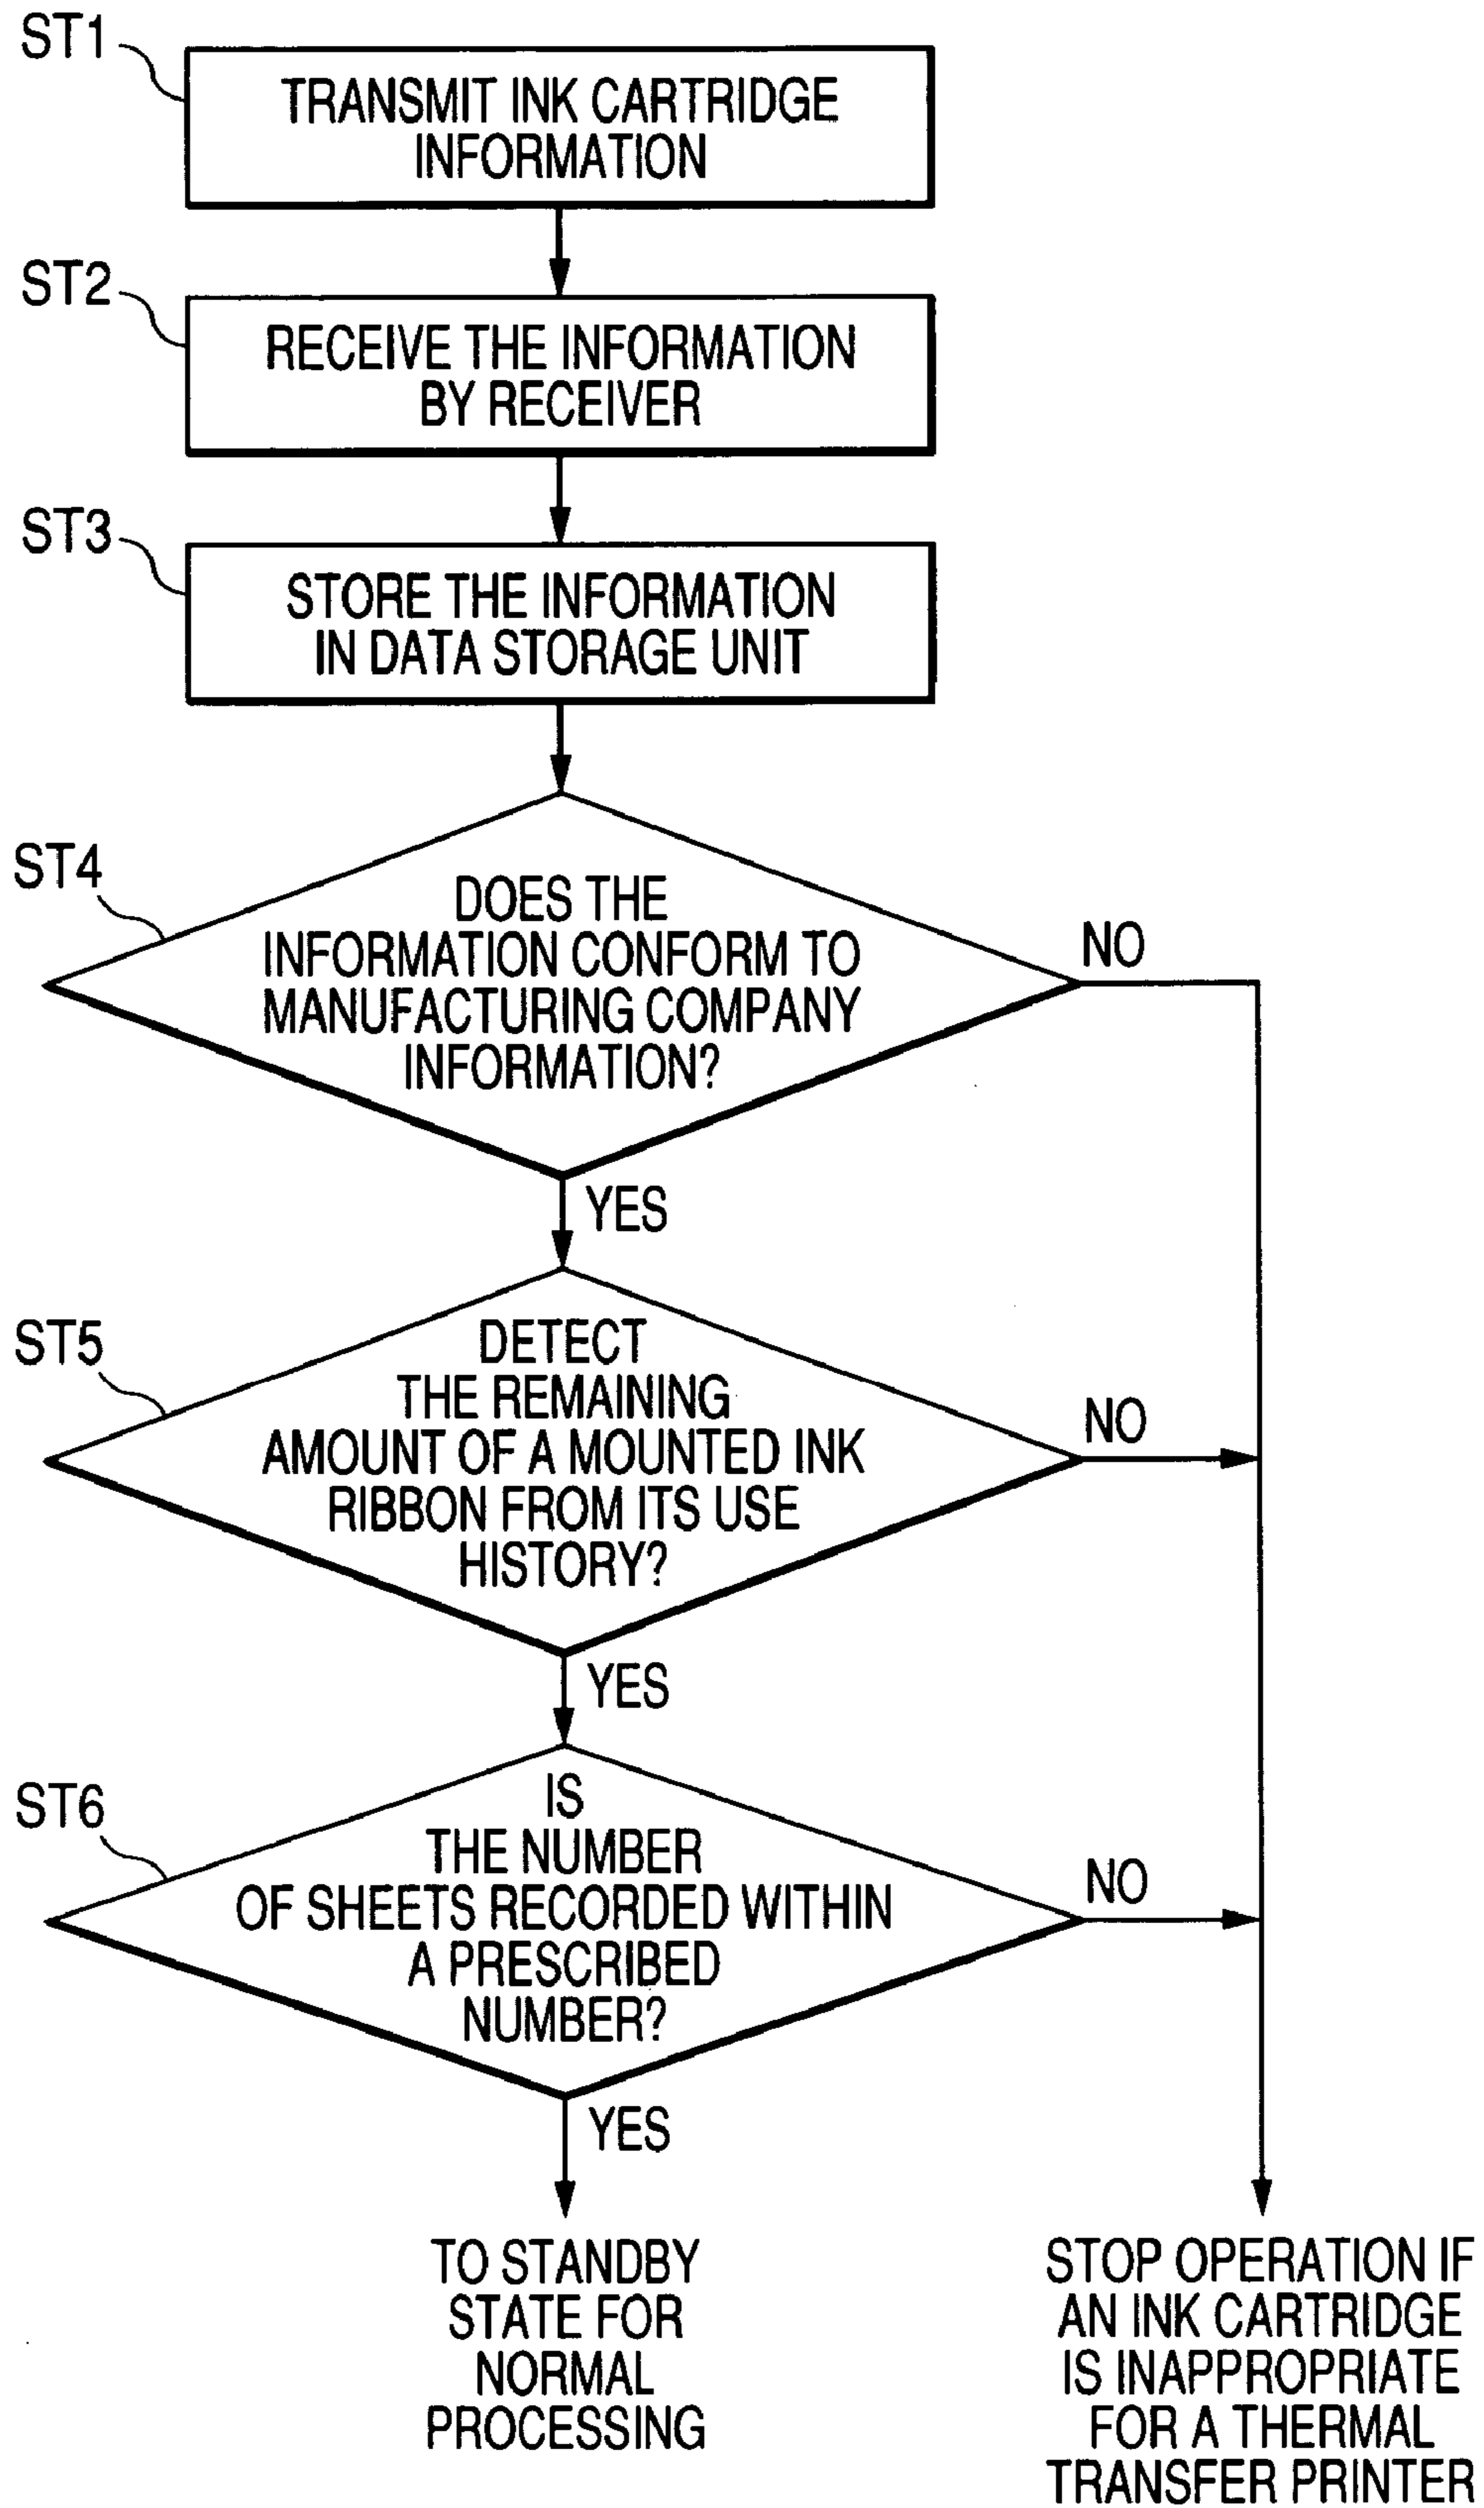 ST1
TRANSMIT INK CARTRIDGE
INFORMATION
ST2
RECEIVE THE INFORMATION
BY RECEIVER
ST3
STORE THE INFORMATION
IN DATA STORAGE UNIT
ST4
DOES THE
INFORMATION CONFORM TO
MANUFACTURING COMPANY
INFORMATION?
NO
YES
ST5
DETECT
THE REMAINING
AMOUNT OF A MOUNTED INK
RIBBON FROM ITS USE
HISTORY?
NO
YES
ST6
IS
THE NUMBER
OF SHEETS RECORDED WITHIN
A PRESCRIBED
NUMBER?
NO
YES
TO STANDBY
STATE FOR
NORMAL
PROCESSING
STOP OPERATION IF
AN INK CARTRIDGE
IS INAPPROPRIATE
FOR A THERMAL
TRANSFER PRINTER